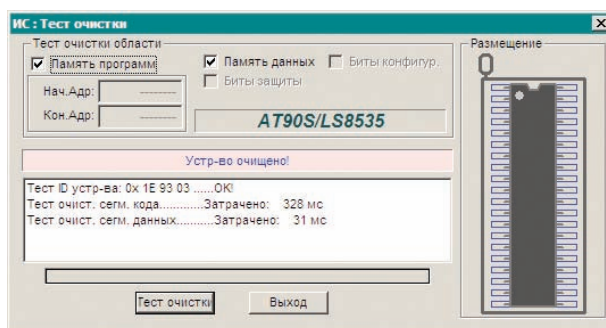 ИС : Тест очистки
Тест очистки области
Память программ
Память данных
Биты конфигур.
Биты защиты
Нач.Адр: --------
Кон.Адр: --------
AT90S/LS8535
Устр-во очищено!
Тест ID устр-ва: 0x 1E 93 03 ......OK!
Тест очист. сегм. кода.............Затрачено: 328 мс
Тест очист. сегм. данных...........Затрачено: 31 мс
Тест очистки
Выход
Размещение